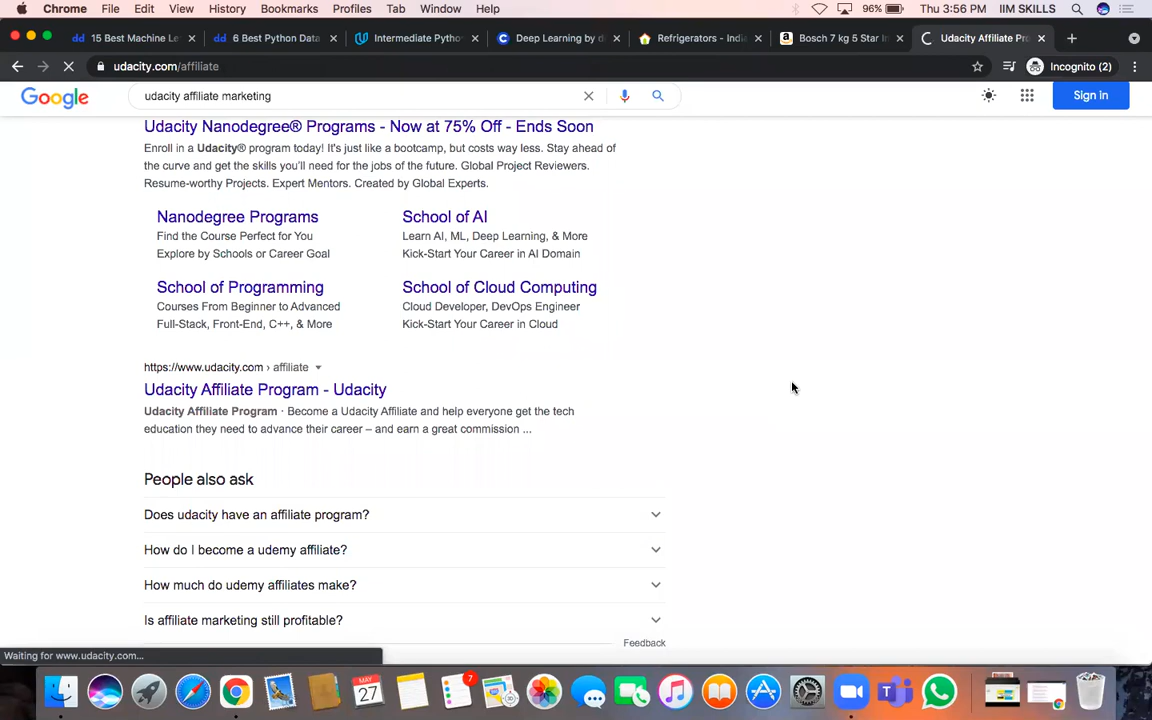 Chrome File Edit View History Bookmarks Profiles Tab Window Help 96% Thu 3:56 PM IIM SKILLS
dd 15 Best Machine Le 6 Best Python Data Intermediate Pytho Deep Learning by d Refrigerators - Indi Bosch 7 kg 5 Star In Udacity Affiliate Pro
udacity.com/affiliate Incognito (2)
Google udacity affiliate marketing Sign in
Udacity Nanodegree® Programs - Now at 75% Off - Ends Soon
Enroll in a Udacity® program today! It's just like a bootcamp, but costs way less. Stay ahead of
the curve and get the skills you'll need for the jobs of the future. Global Project Reviewers.
Resume-worthy Projects. Expert Mentors. Created by Global Experts.
Nanodegree Programs
Find the Course Perfect for You
Explore by Schools or Career Goal
School of AI
Learn AI, ML, Deep Learning, & More
Kick-Start Your Career in AI Domain
School of Programming
Courses From Beginner to Advanced
Full-Stack, Front-End, C++, & More
School of Cloud Computing
Cloud Developer, DevOps Engineer
Kick-Start Your Career in Cloud
https://www.udacity.com › affiliate
Udacity Affiliate Program - Udacity
Udacity Affiliate Program · Become a Udacity Affiliate and help everyone get the tech
education they need to advance their career – and earn a great commission ...
People also ask
Does udacity have an affiliate program?
How do I become a udemy affiliate?
How much do udemy affiliates make?
Is affiliate marketing still profitable?
Feedback
Waiting for www.udacity.com...
MAY
27
7